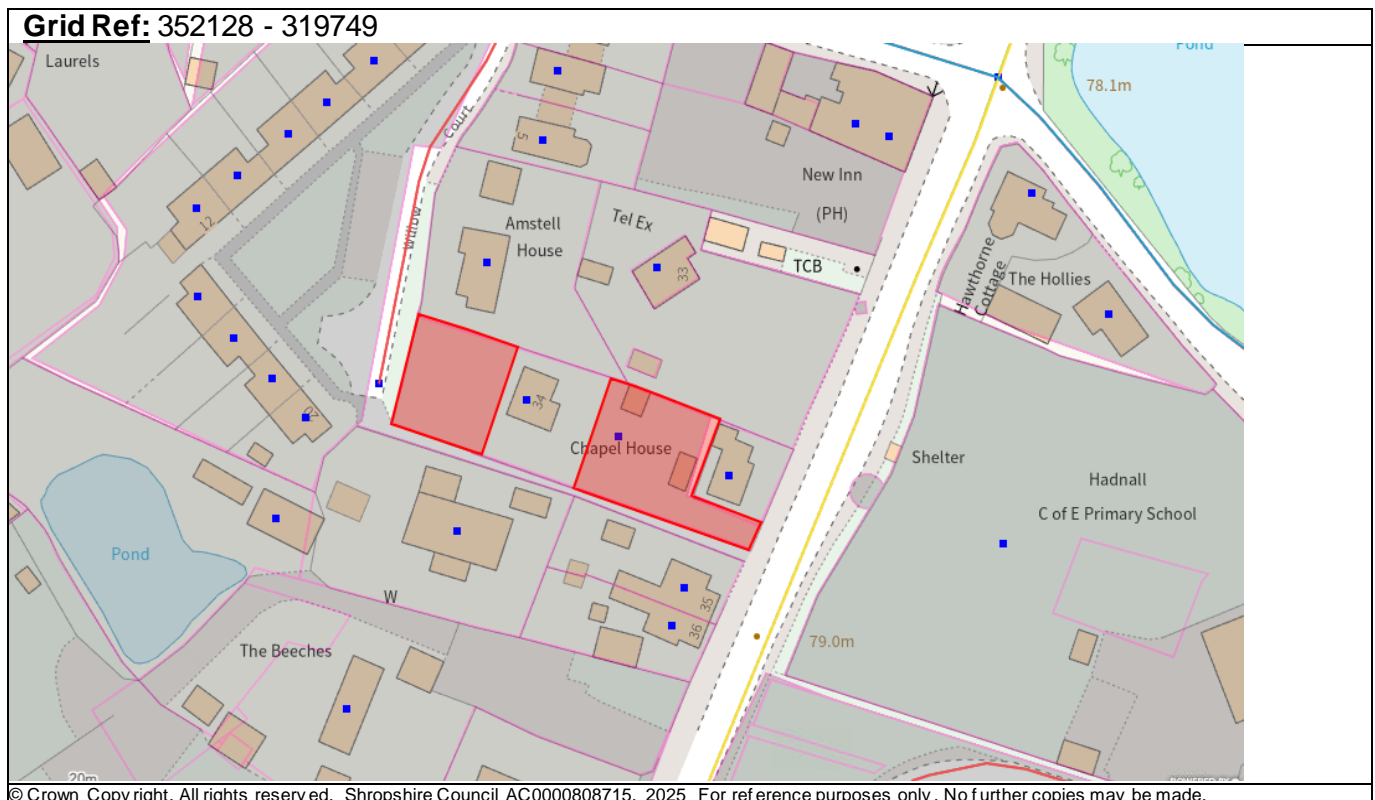 Grid Ref: 352128 - 319749
Laurels
Pond
78.1m
Court
5
New Inn
(PH)
12
Willow
Amstell
House
Tel Ex
33
TCB
Hawthorne
Cottage
The Hollies
34
20
Chapel House
Shelter
Hadnall
C of E Primary School
Pond
W
35
36
79.0m
The Beeches
20m
© Crown Copyright. All rights reserved. Shropshire Council AC0000808715. 2025 For reference purposes only. No further copies may be made.